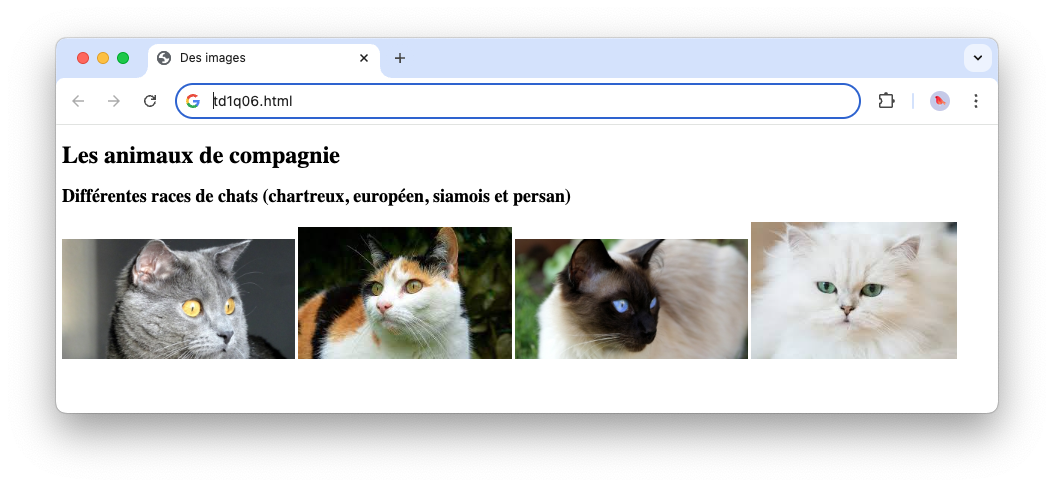 Des images
td1q06.html
Les animaux de compagnie
Différentes races de chats (chartreux, européen, siamois et persan)